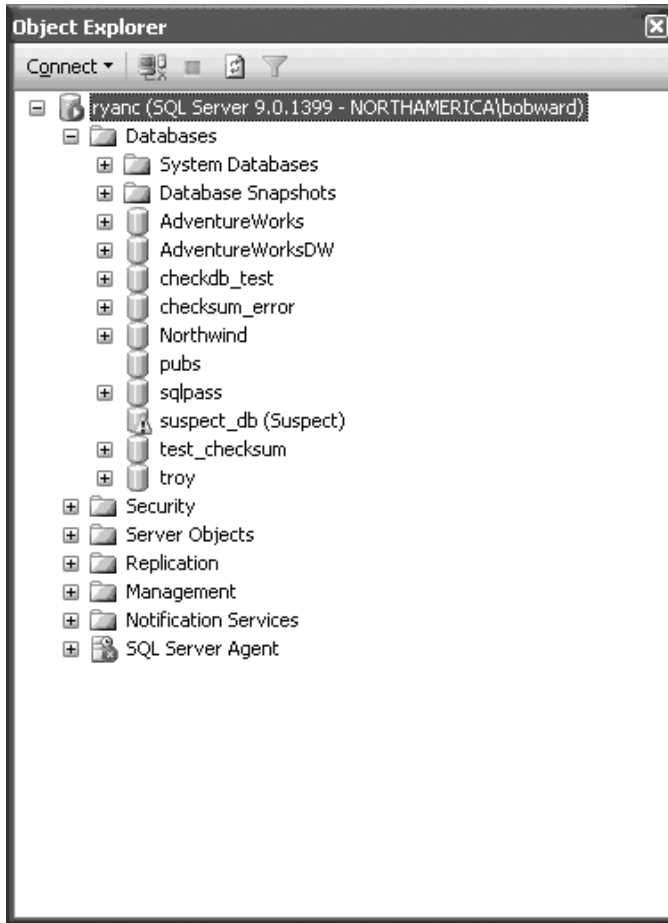 Object Explorer
Connect
ryanc (SQL Server 9.0.1399 - NORTHAMERICA\bobward)
Databases
System Databases
Database Snapshots
AdventureWorks
AdventureWorksDW
checkdb_test
checksum_error
Northwind
pubs
sqlpass
suspect_db (Suspect)
test_checksum
troy
Security
Server Objects
Replication
Management
Notification Services
SQL Server Agent